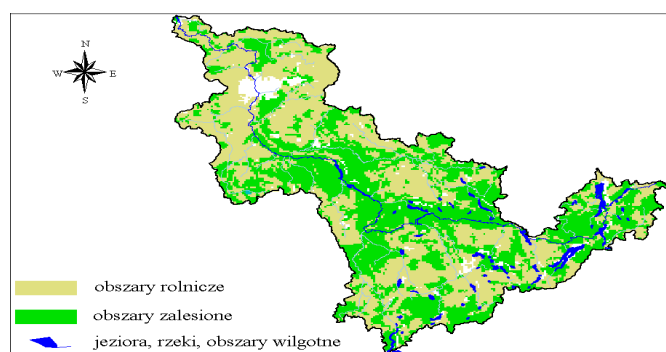 N
W E
S
obszary rolnicze
obszary zalesione
jeziora, rzeki, obszary wilgotne